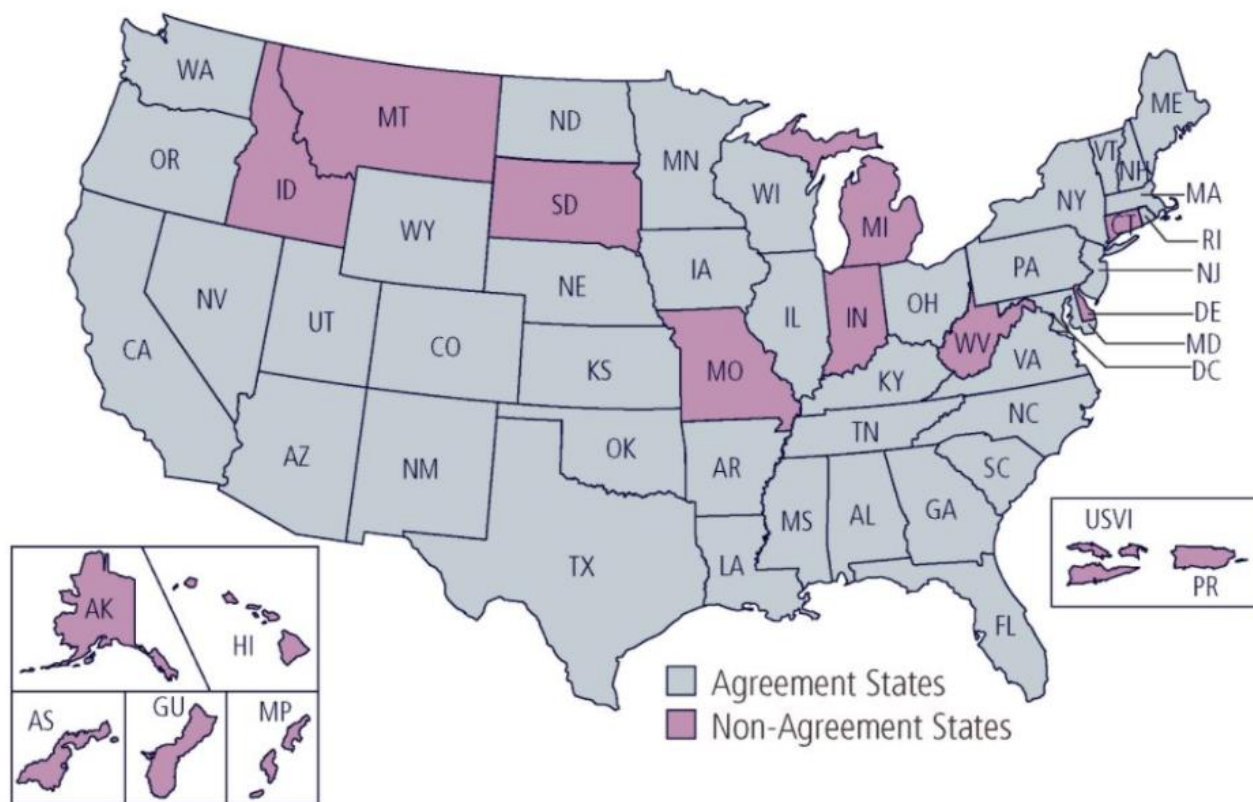 WA
MT
ND
MN
ME
OR
ID
SD
WI
MI
NY
VT
NH
MA
CT
RI
WY
IA
PA
NJ
NE
NV
UT
CO
IL
IN
OH
DE
WV
MD
DC
VA
CA
KS
MO
KY
NC
TN
AZ
NM
OK
AR
SC
MS
AL
GA
TX
LA
FL
USVI
PR
AK
HI
AS
GU
MP
Agreement States
Non-Agreement States